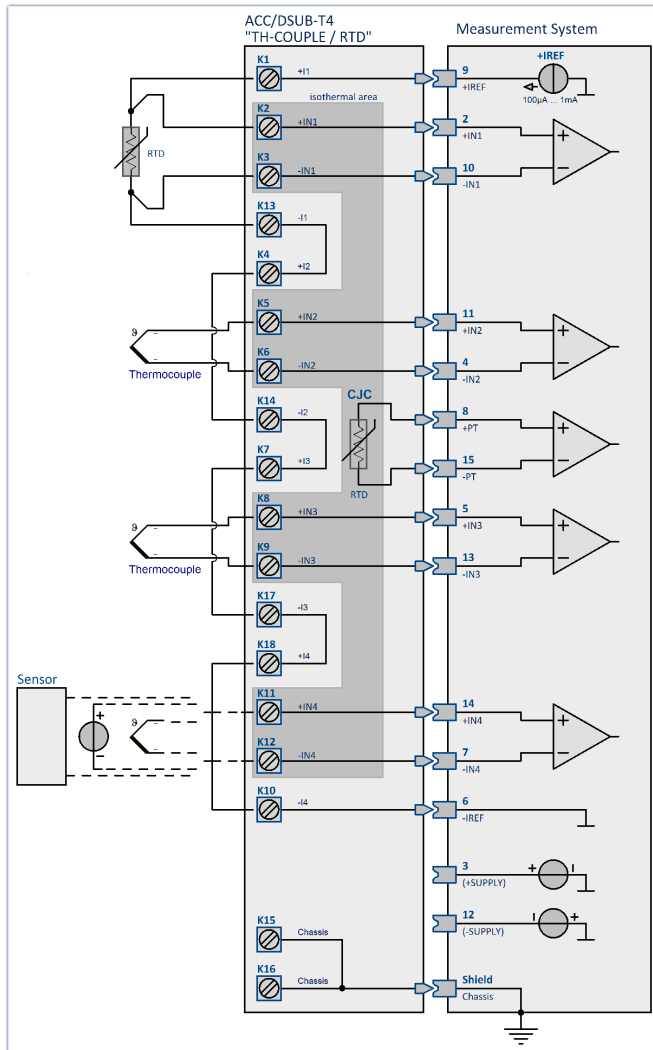 ACC/DSUB-T4
"TH-COUPLE / RTD"
Measurement System
K1
+I1
9
+IREF
+IREF
100µA ... 1mA
isothermal area
K2
+IN1
2
+IN1
+
−
RTD
K3
-IN1
10
-IN1
K13
-I1
K4
+I2
K5
+IN2
11
+IN2
+
−
ϑ
-
-
Thermocouple
K6
-IN2
4
-IN2
K14
-I2
CJC
RTD
8
+PT
+
−
K7
+I3
15
-PT
K8
+IN3
5
+IN3
+
−
ϑ
-
-
Thermocouple
K9
-IN3
13
-IN3
K17
-I3
K18
+I4
Sensor
+
−
ϑ
-
-
K11
+IN4
14
+IN4
+
−
K12
-IN4
7
-IN4
K10
-I4
6
-IREF
3
(+SUPPLY)
+
I
12
(-SUPPLY)
I
+
K15
Chassis
K16
Chassis
Shield
Chassis